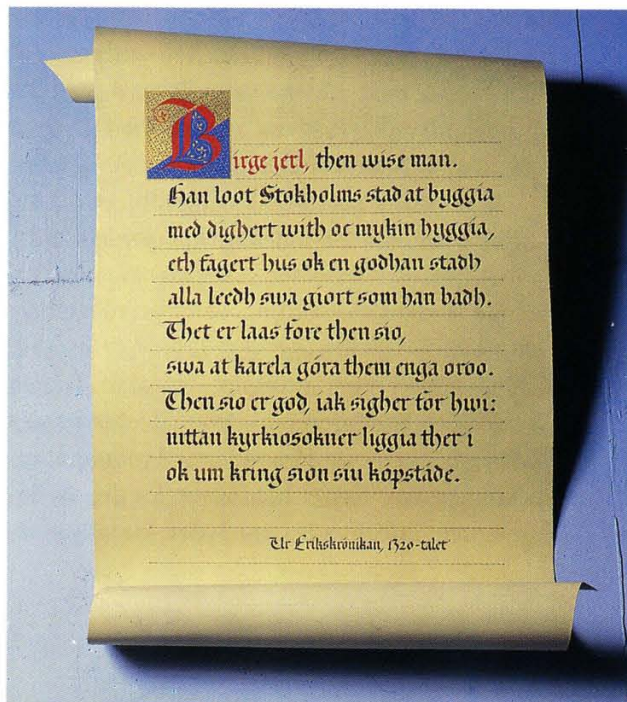 Birge jerl, then wise man.
Han loot Stokholms stad at byggia
med dighert with oc mykin hyggia,
eth fagert hus ok en godhan stadh
alla leedh swa giort som han badh.
Thet er laas fore then sio,
swa at karela göra them enga oroo.
Then sio er god, iak sigher for hwi:
nittan kyrkiosokner liggia ther i
ok um kring sion siu köpstäde.
Ur Erikskrönikan, 1320-talet